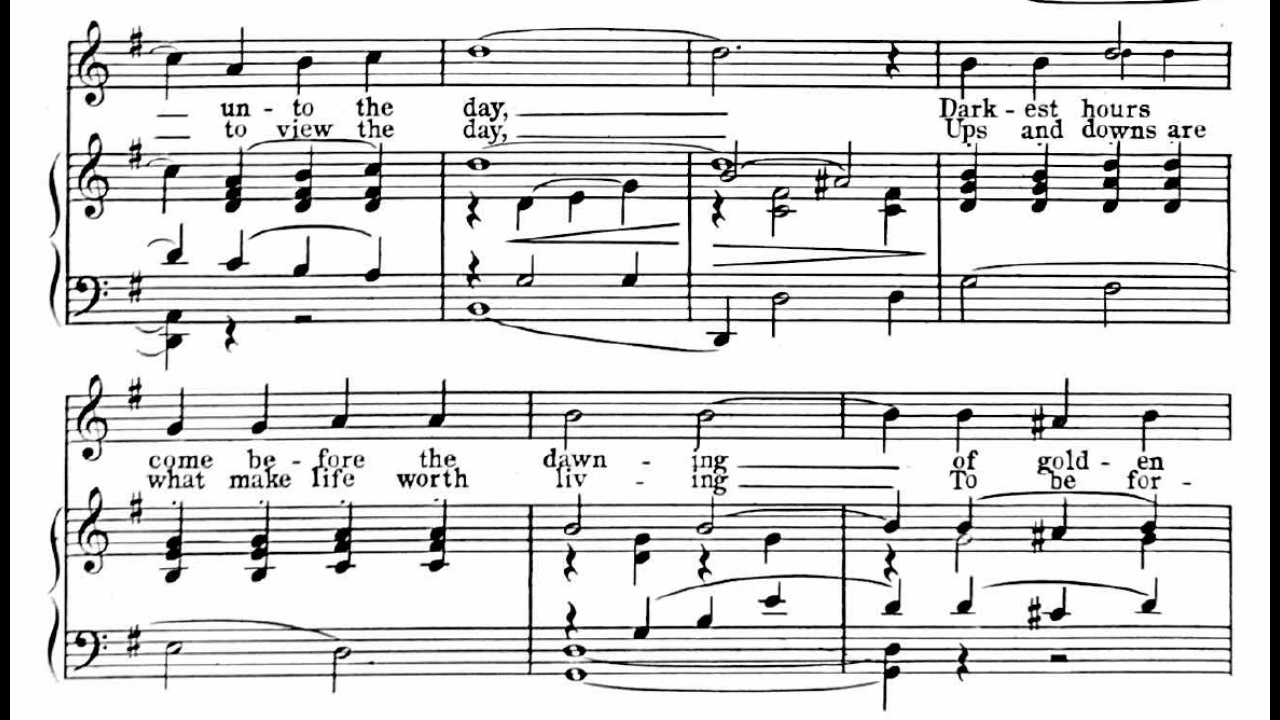 un - to the day, Dark - est hours
to view the day, Ups and downs are
come be - fore the dawn - ing of gold - en
what make life worth liv - ing To be for -